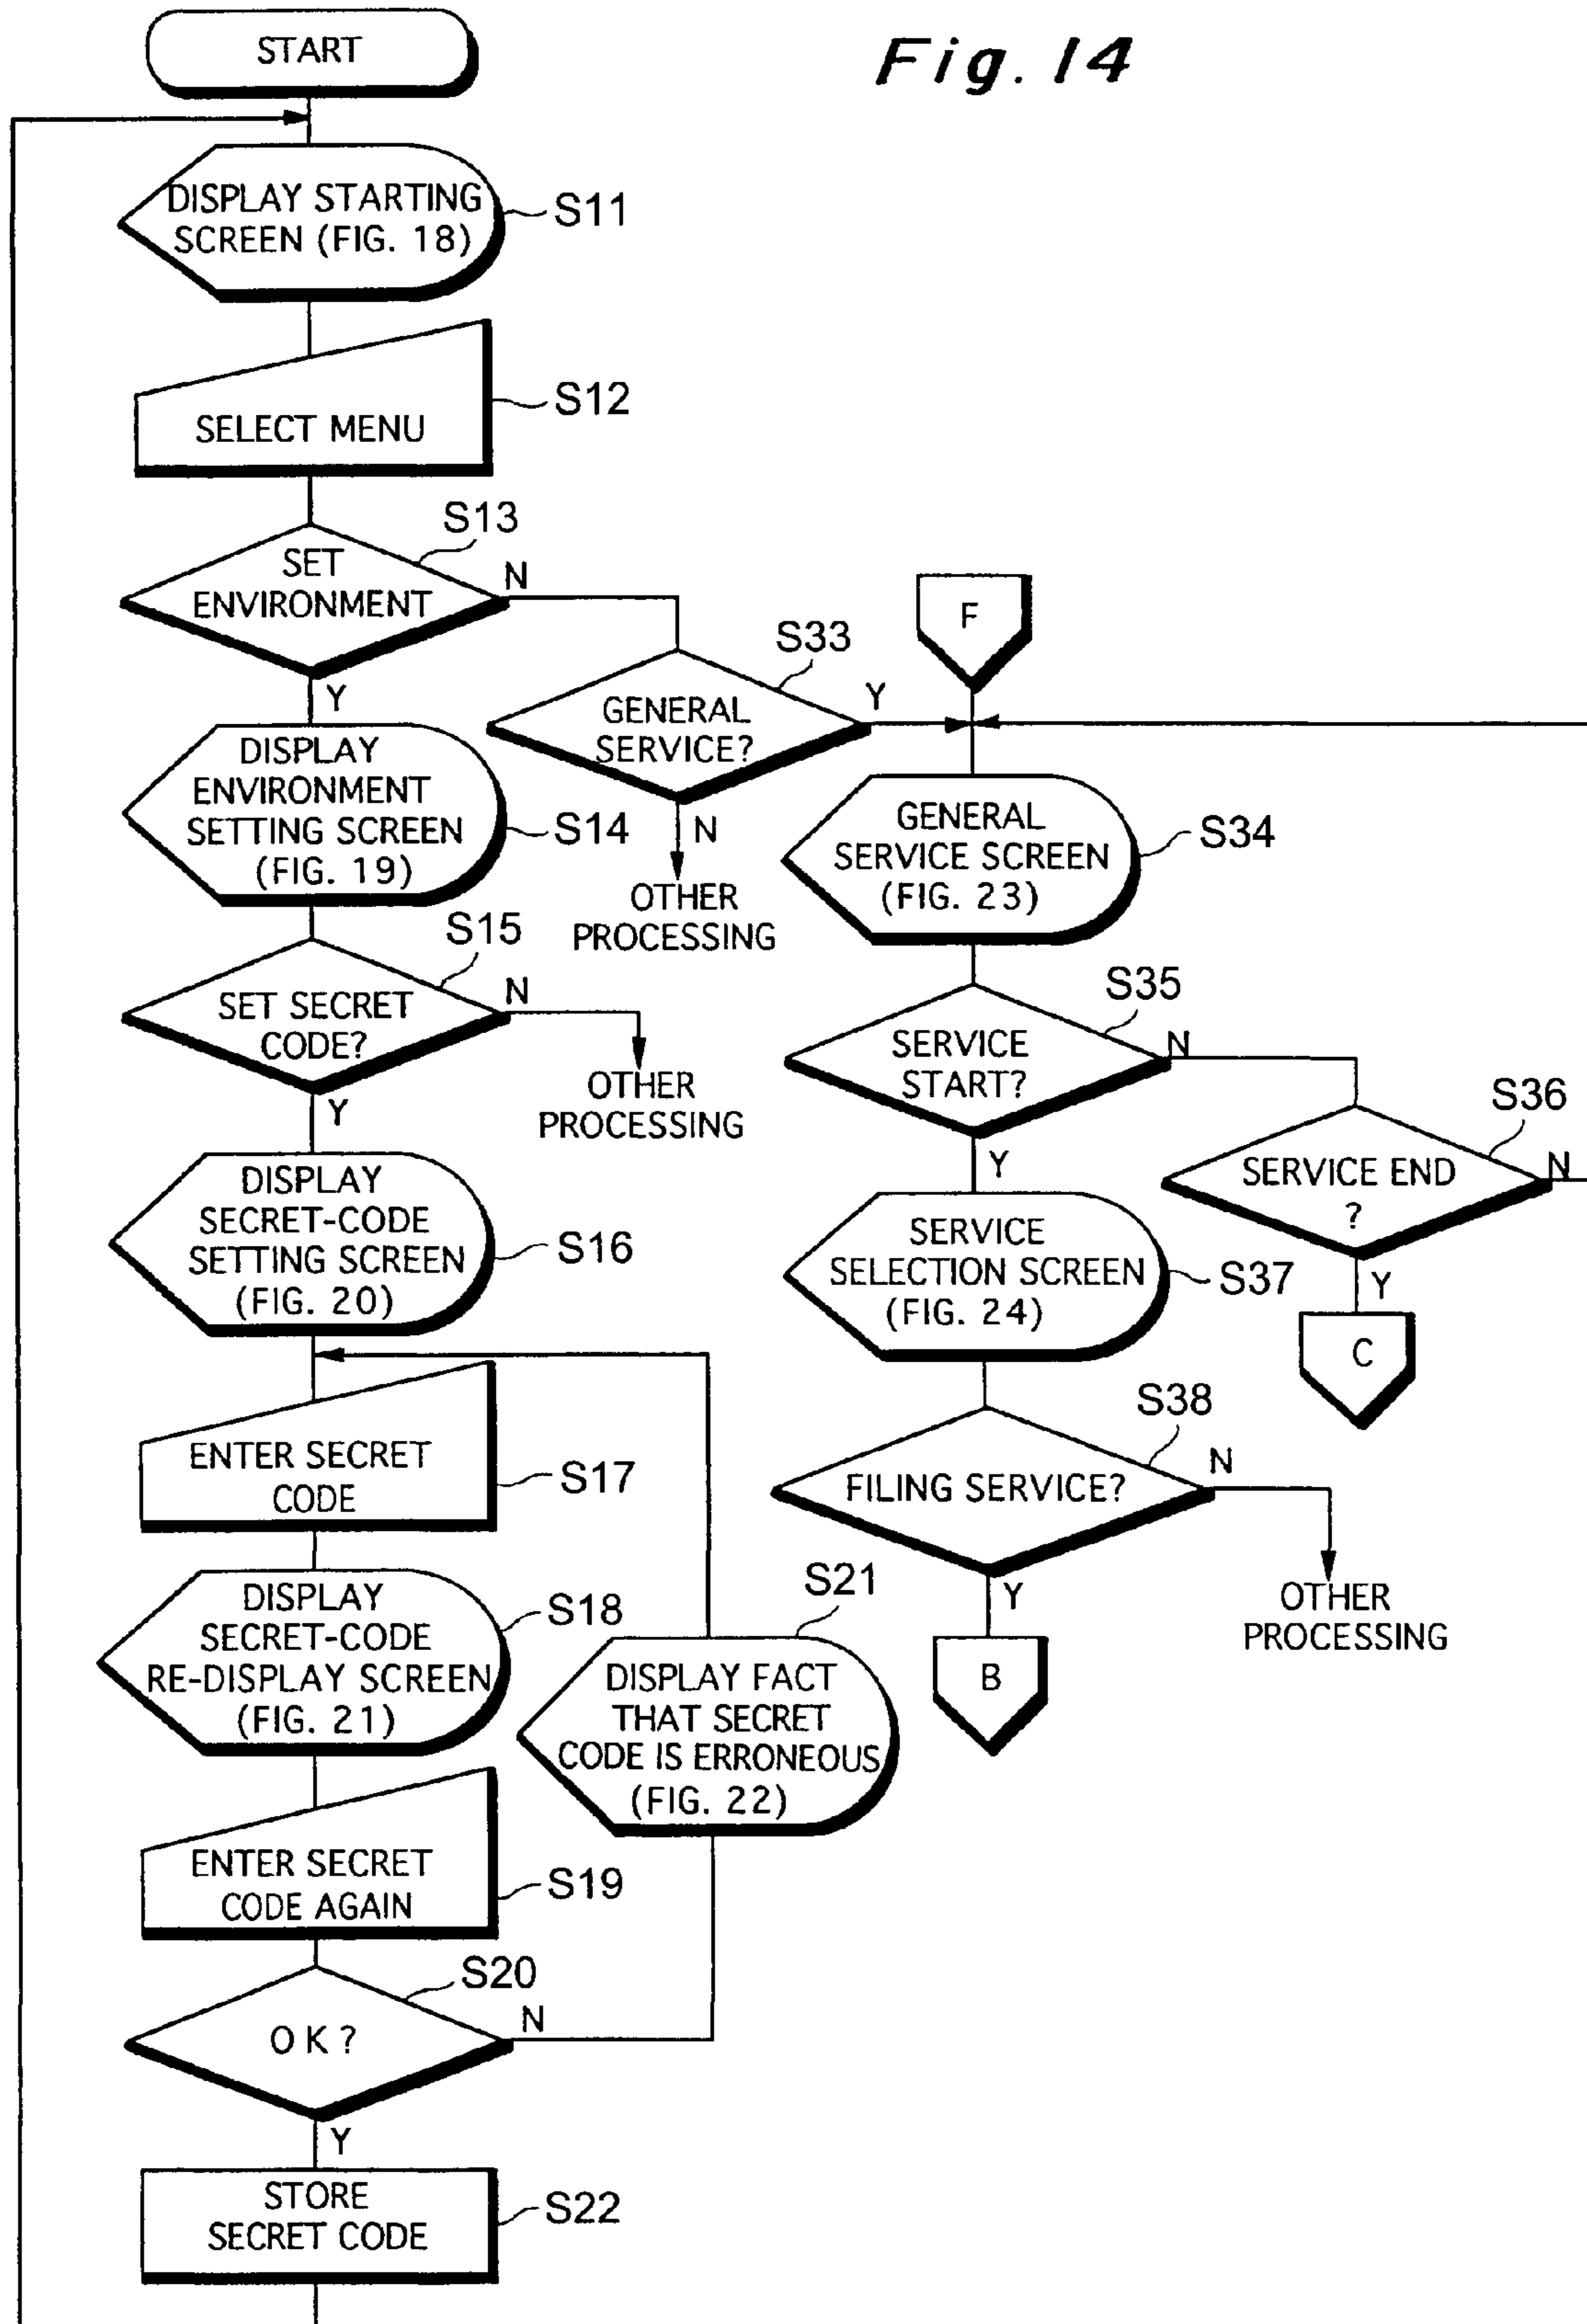 Fig. 14
START
DISPLAY STARTING
SCREEN (FIG. 18)
S11
SELECT MENU
S12
S13
SET
ENVIRONMENT
N
Y
DISPLAY
ENVIRONMENT
SETTING SCREEN
(FIG. 19)
S14
S15
SET SECRET
CODE?
N
OTHER
PROCESSING
Y
DISPLAY
SECRET-CODE
SETTING SCREEN
(FIG. 20)
S16
ENTER SECRET
CODE
S17
DISPLAY
SECRET-CODE
RE-DISPLAY SCREEN
(FIG. 21)
S18
ENTER SECRET
CODE AGAIN
S19
S20
OK?
N
Y
STORE
SECRET CODE
S22
S21
DISPLAY FACT
THAT SECRET
CODE IS ERRONEOUS
(FIG. 22)
S33
GENERAL
SERVICE?
Y
N
OTHER
PROCESSING
F
GENERAL
SERVICE SCREEN
(FIG. 23)
S34
S35
SERVICE
START?
N
Y
S36
SERVICE END
?
N
Y
C
SERVICE
SELECTION SCREEN
(FIG. 24)
S37
S38
FILING SERVICE?
N
OTHER
PROCESSING
Y
B